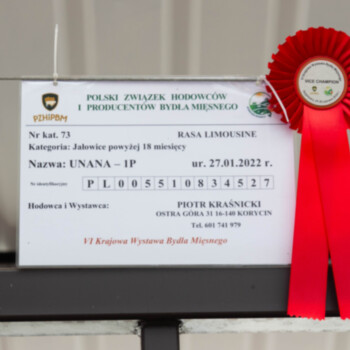 POLSKI ZWIĄZEK HODOWCÓW
I PRODUCENTÓW BYDŁA MIĘSNEGO
PZHIPBM
Nr kat. 73
RASA LIMOUSINE
Kategoria: Jałowice powyżej 18 miesięcy
Nazwa: UNANA – 1P
ur. 27.01.2022 r.
Nr identyfikacyjny:
PL005510834527
Hodowca i Wystawca:
PIOTR KRAŚNICKI
OSTRA GÓRA 31 16-140 KORYCIN
Tel. 601 741 979
VI Krajowa Wystawa Bydła Mięsnego
VICE CHAMPION